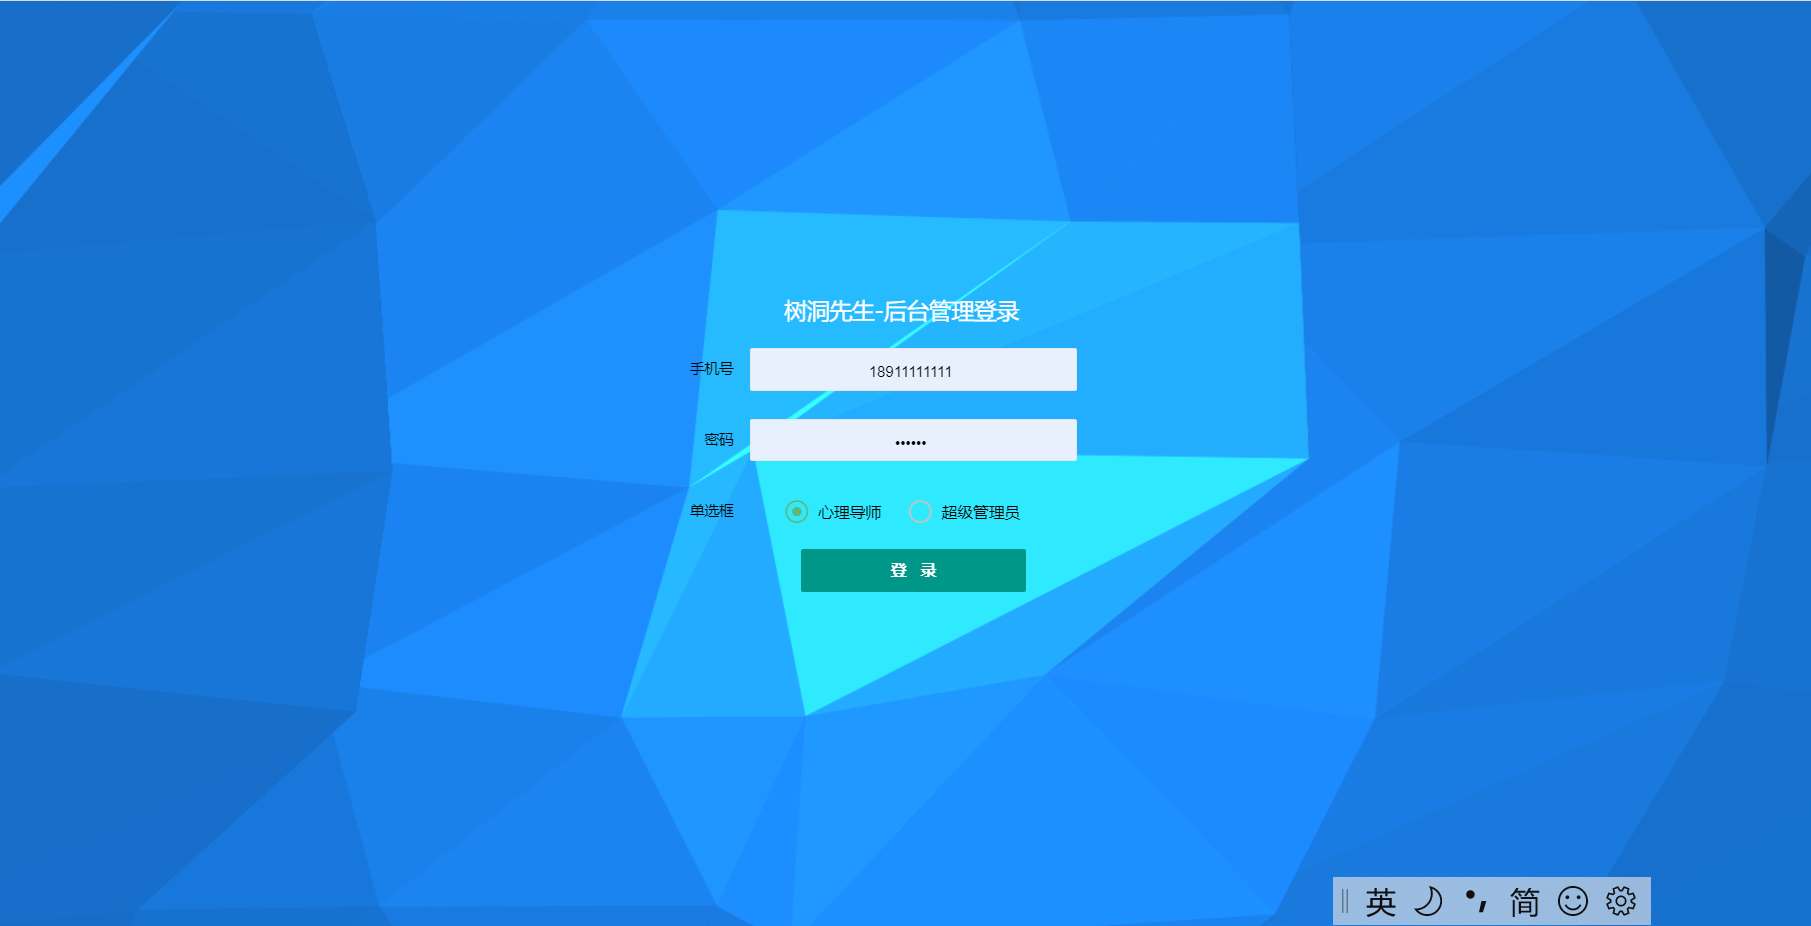 树洞先生-后台管理登录
手机号 18911111111
密码 ••••••
单选框 心理导师 超级管理员
登 录
英 简